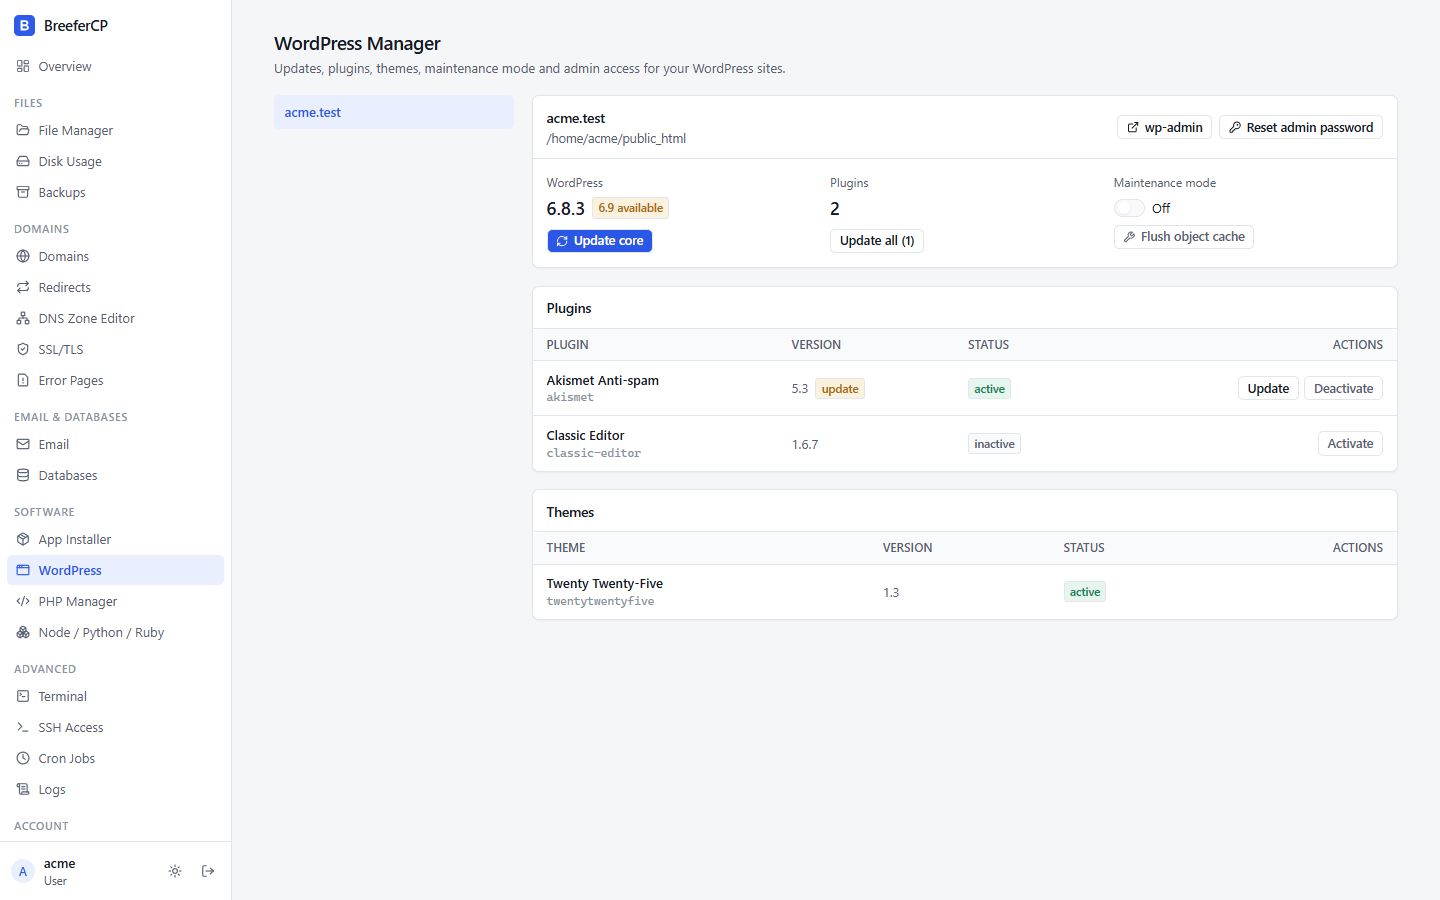 B BreeferCP
Overview
FILES
File Manager
Disk Usage
Backups
DOMAINS
Domains
Redirects
DNS Zone Editor
SSL/TLS
Error Pages
EMAIL & DATABASES
Email
Databases
SOFTWARE
App Installer
WordPress
PHP Manager
Node / Python / Ruby
ADVANCED
Terminal
SSH Access
Cron Jobs
Logs
ACCOUNT
A acme
User
WordPress Manager
Updates, plugins, themes, maintenance mode and admin access for your WordPress sites.
acme.test
acme.test
/home/acme/public_html
wp-admin Reset admin password
WordPress Plugins Maintenance mode
6.8.3 6.9 available 2 Off
Update core Update all (1) Flush object cache
Plugins
PLUGIN VERSION STATUS ACTIONS
Akismet Anti-spam
akismet
5.3 update active Update Deactivate
Classic Editor
classic-editor
1.6.7 inactive Activate
Themes
THEME VERSION STATUS ACTIONS
Twenty Twenty-Five
twentytwentyfive
1.3 active